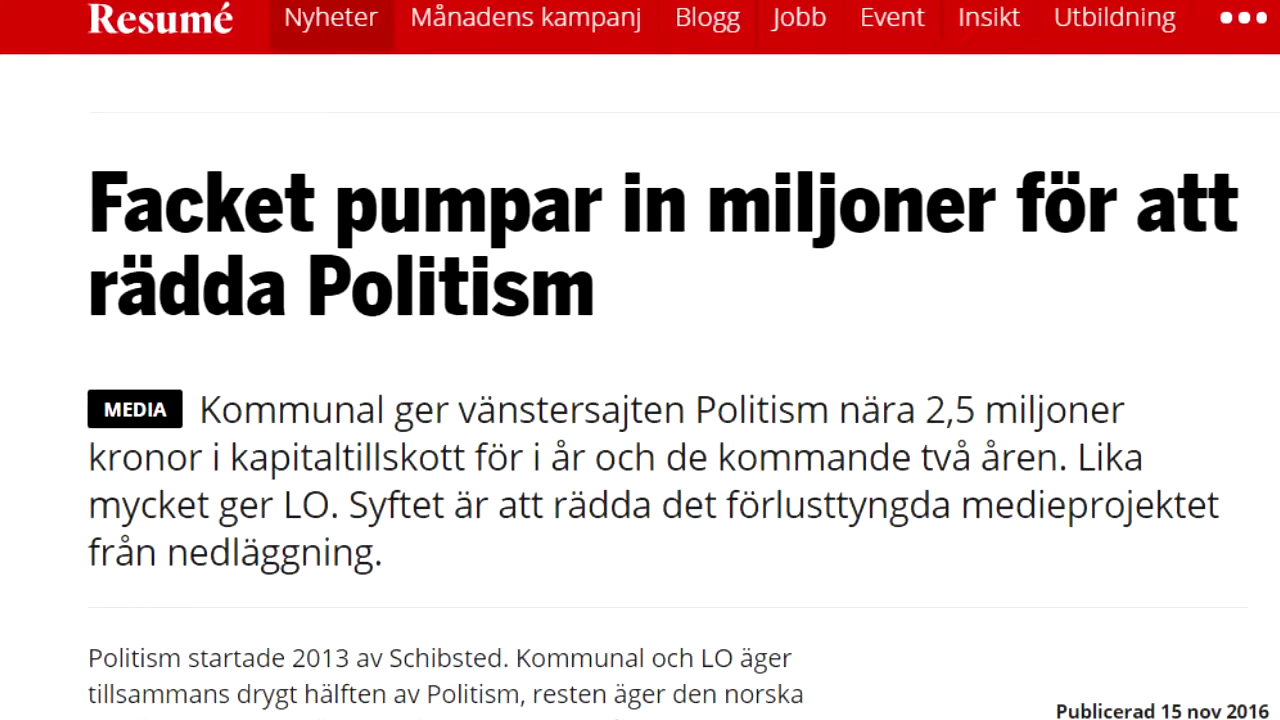 Resumé Nyheter Månadens kampanj Blogg Jobb Event Insikt Utbildning
Facket pumpar in miljoner för att
rädda Politism
MEDIA Kommunal ger vänstersajten Politism nära 2,5 miljoner
kronor i kapitaltillskott för i år och de kommande två åren. Lika
mycket ger LO. Syftet är att rädda det förlusttyngda medieprojektet
från nedläggning.
Politism startade 2013 av Schibsted. Kommunal och LO äger
tillsammans drygt hälften av Politism, resten äger den norska
Publicerad 15 nov 2016